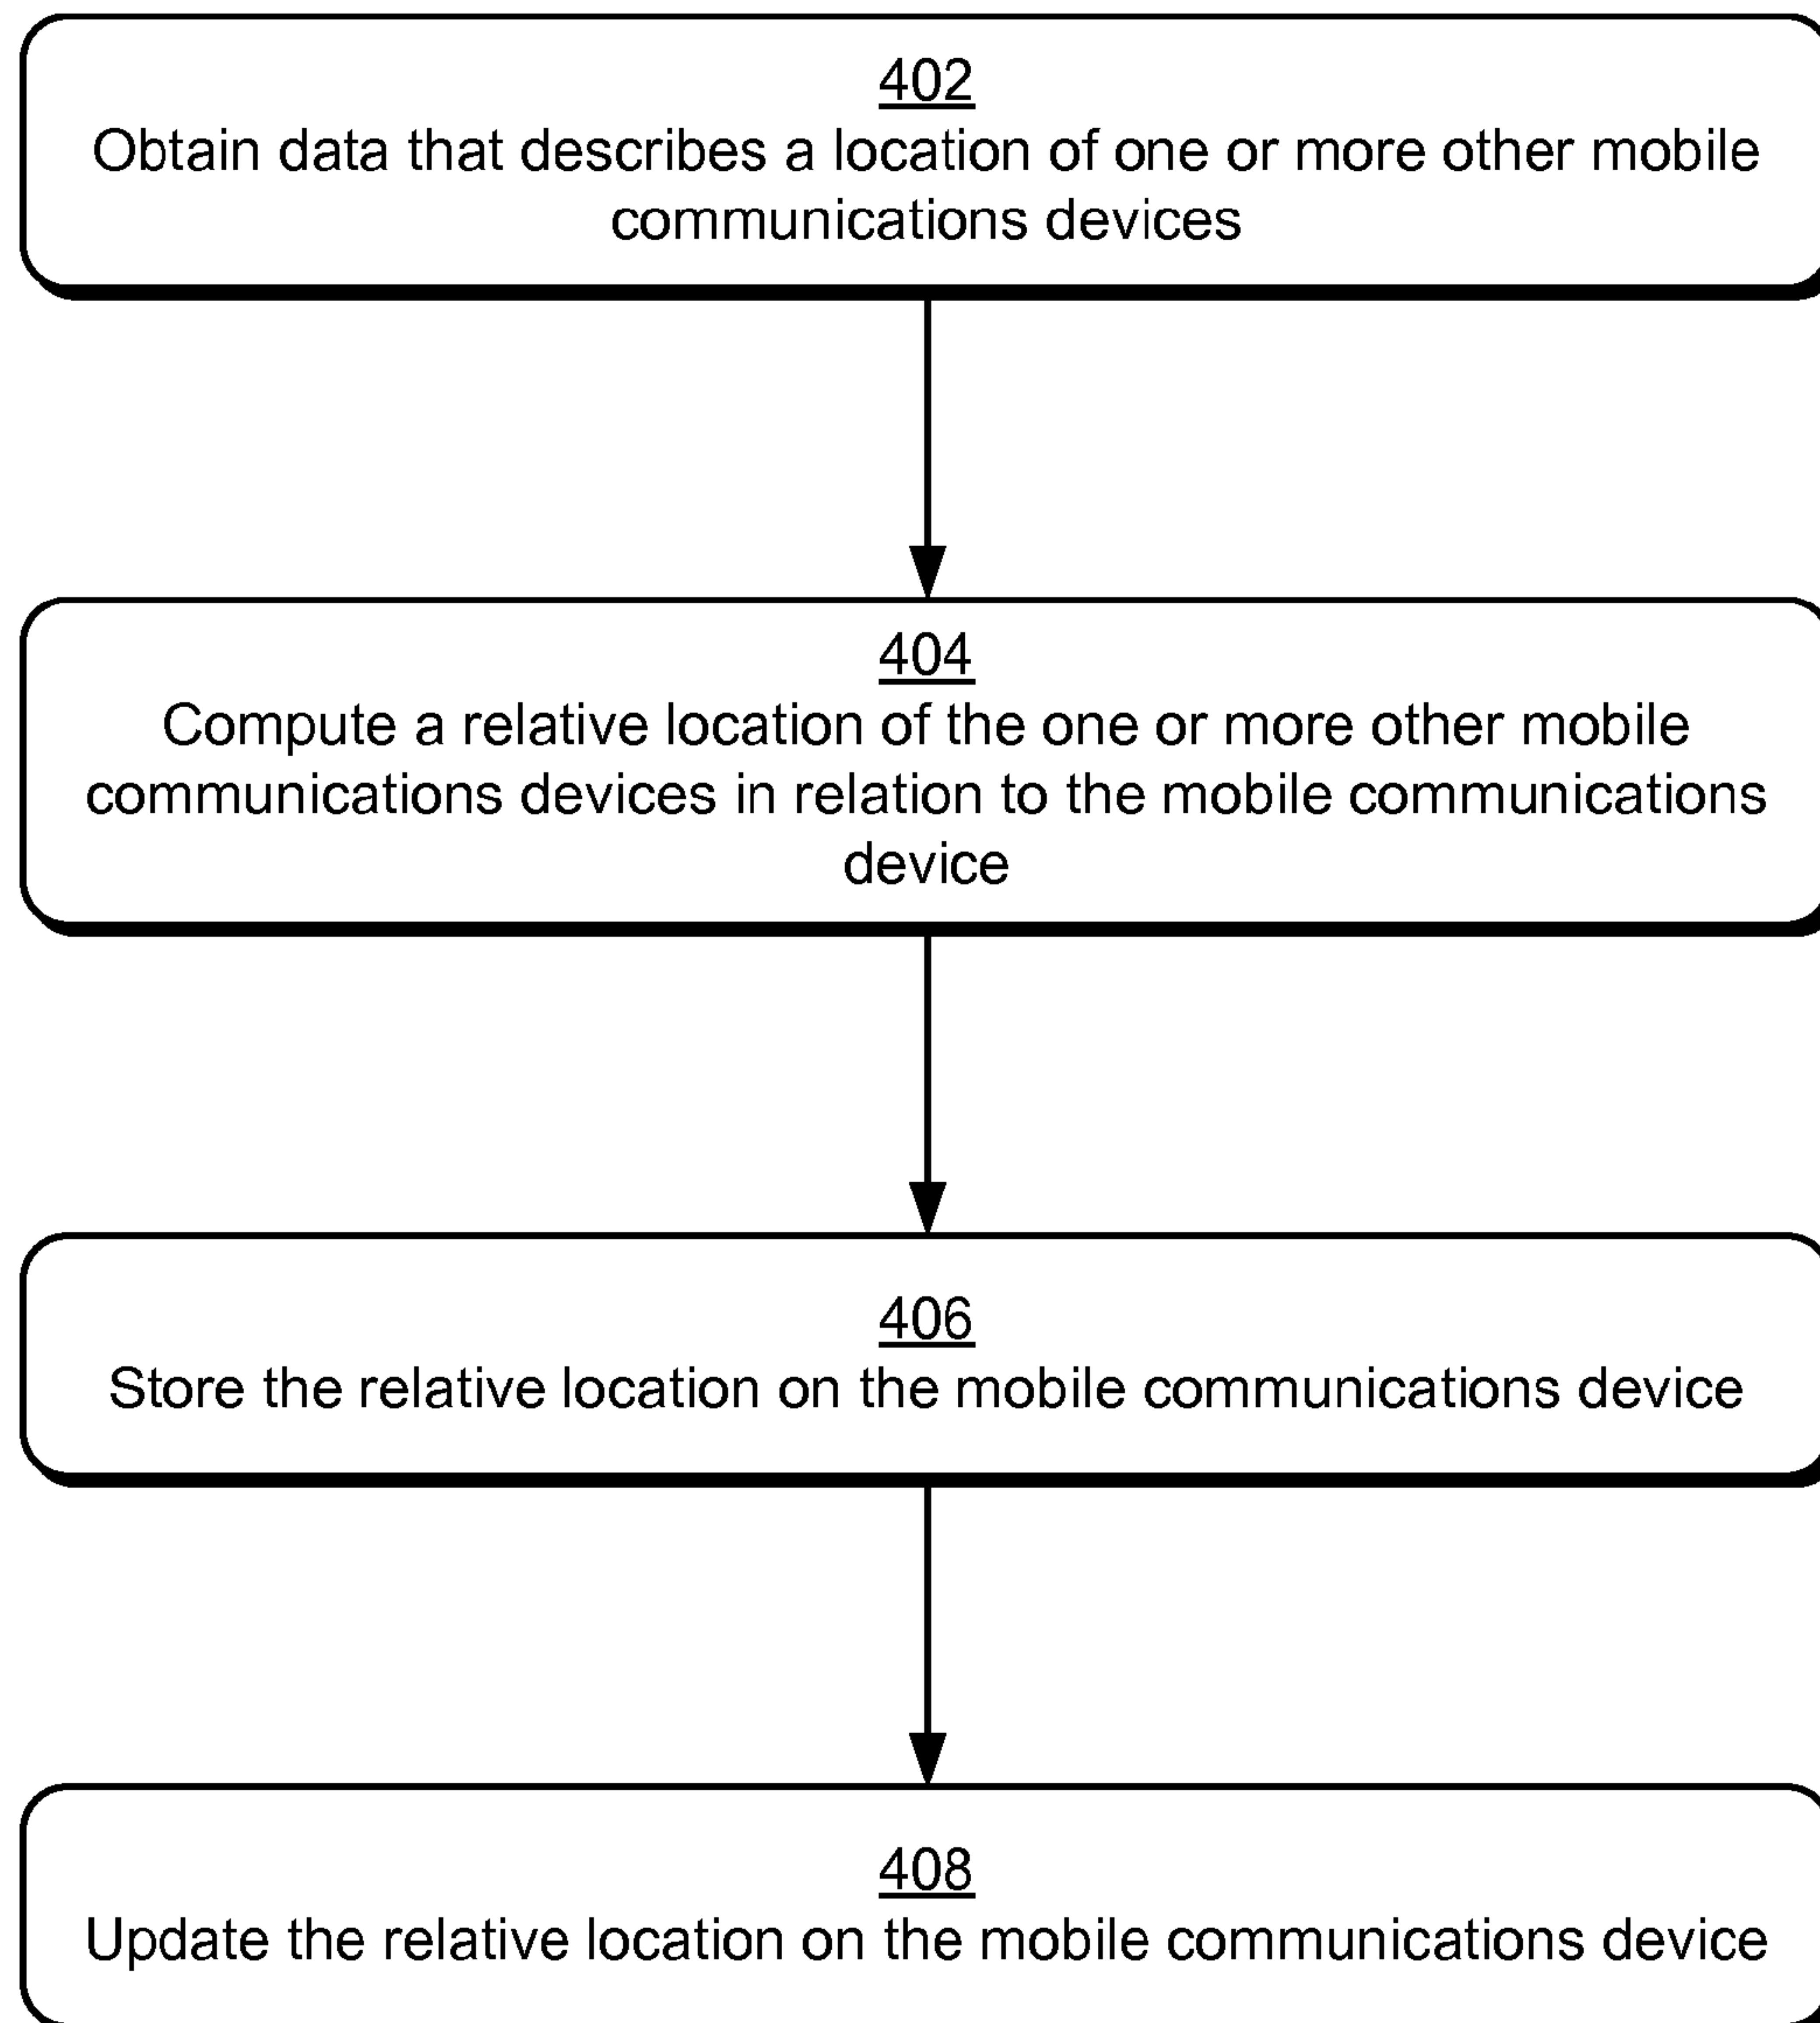 402
Obtain data that describes a location of one or more other mobile
communications devices
404
Compute a relative location of the one or more other mobile
communications devices in relation to the mobile communications
device
406
Store the relative location on the mobile communications device
408
Update the relative location on the mobile communications device